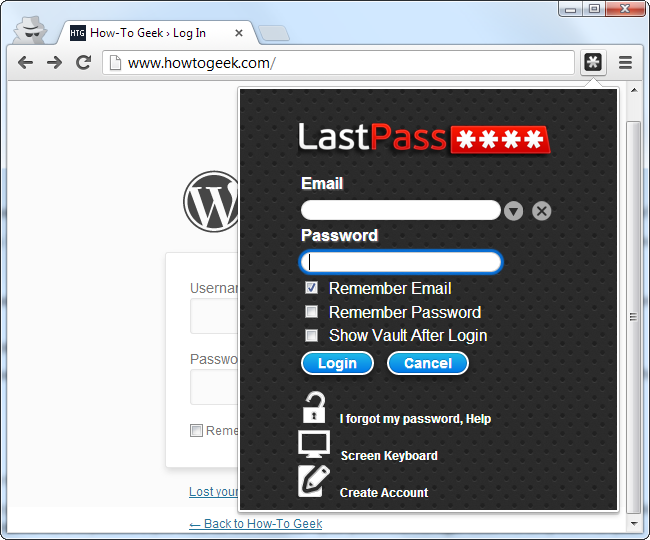 HTG How-To Geek › Log In
www.howtogeek.com/
LastPass ****
Email
Password
Remember Email
Remember Password
Show Vault After Login
Login Cancel
I forgot my password, Help
Screen Keyboard
Create Account
W
Userna
Passwo
Reme
Lost your
← Back to How-To Geek